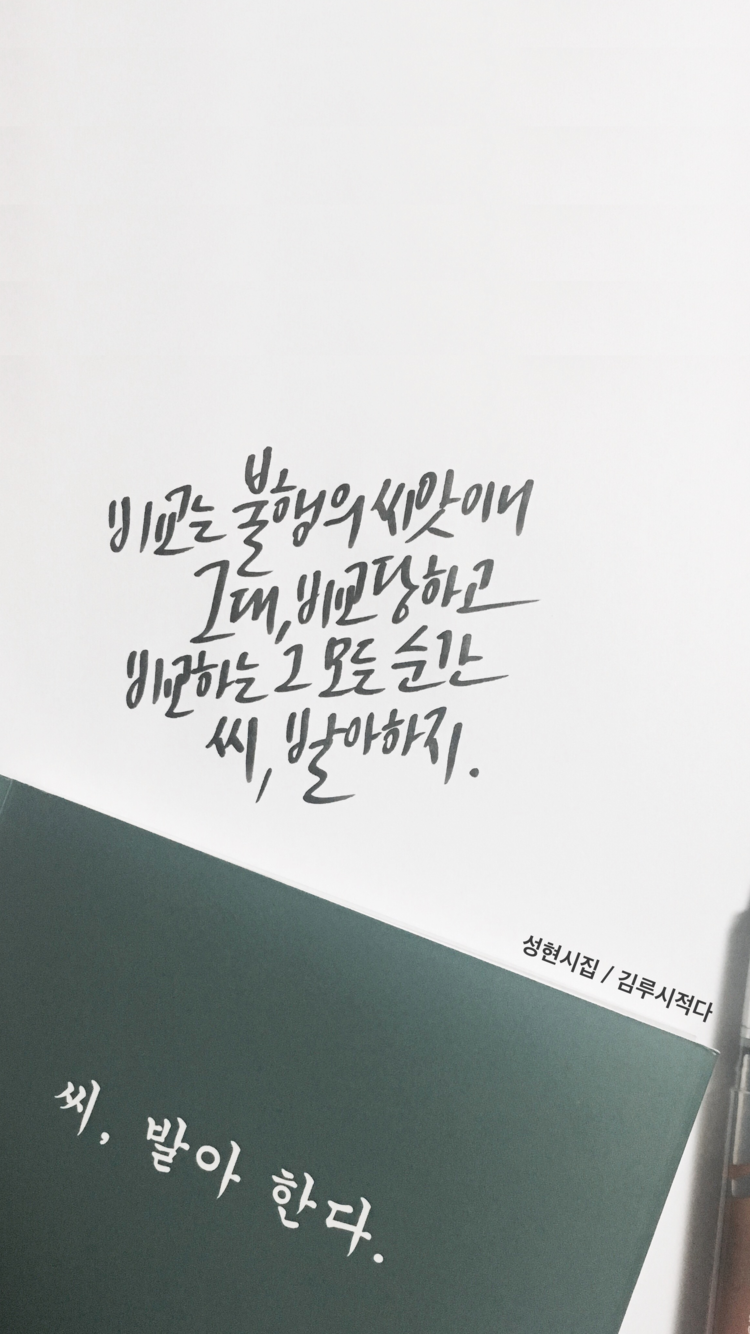 비교는 불행의 씨앗이니
그대, 비교당하고
비교하는 그 모든 순간
씨, 발아하지.
성현시집 / 김루시적다
씨, 발아 한다.